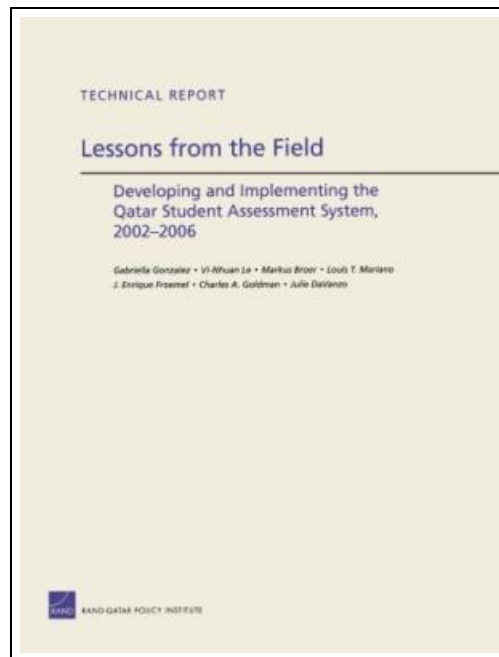 TECHNICAL REPORT
Lessons from the Field
Developing and Implementing the
Qatar Student Assessment System,
2002–2006
Gabriella Gonzalez • Vi-Nhuan Le • Markus Broer • Louis T. Mariano
J. Enrique Froemel • Charles A. Goldman • Julie DaVanzo
RAND
RAND-QATAR POLICY INSTITUTE